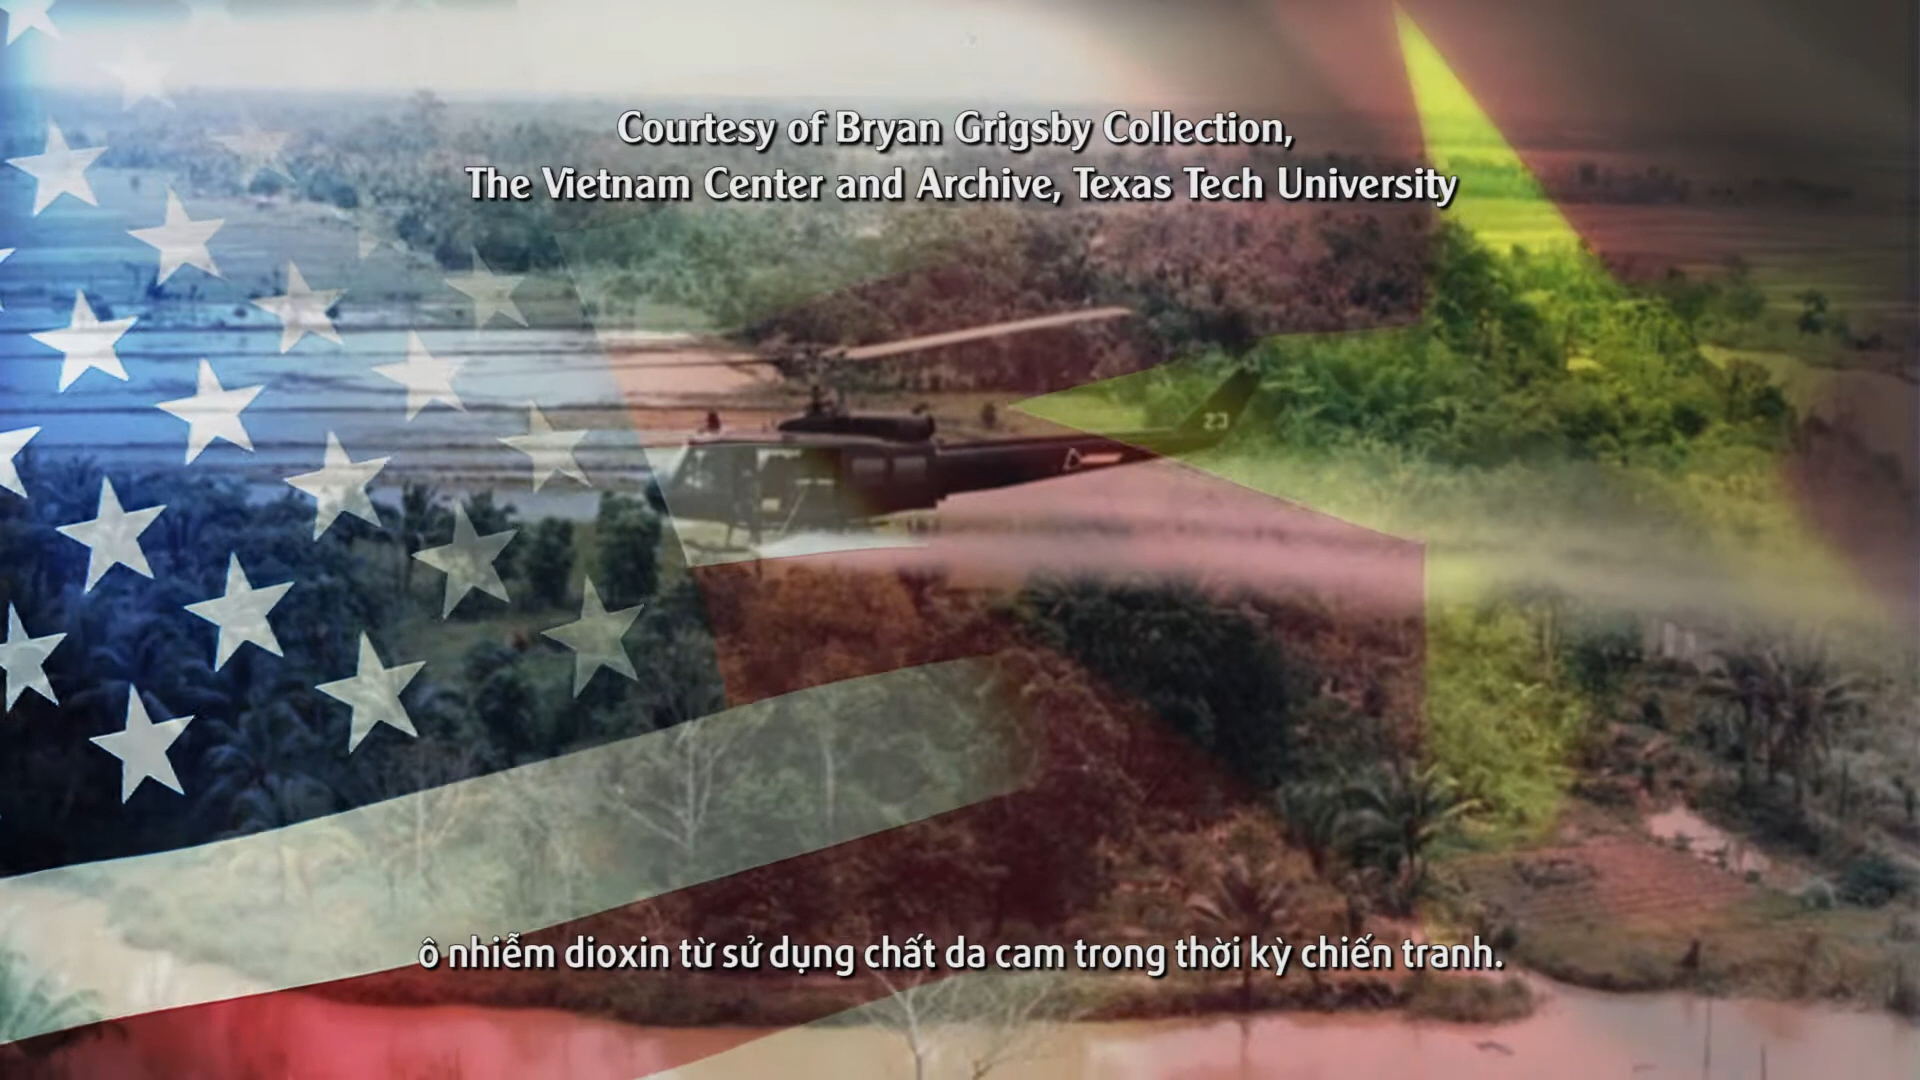 Courtesy of Bryan Grigsby Collection,
The Vietnam Center and Archive, Texas Tech University
23
ô nhiễm dioxin từ sử dụng chất da cam trong thời kỳ chiến tranh.